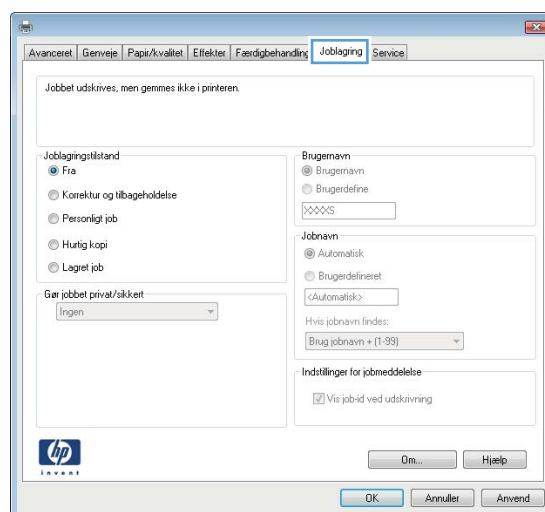 Avanceret Genveje Papir/kvalitet Effekter Færdigbehandling Joblagring Service
Jobbet udskrives, men gemmes ikke i printeren.
Joblagringstilstand
Fra
Korrektur og tilbageholdelse
Personligt job
Hurtig kopi
Lagret job
Gør jobbet privat/sikkert
Ingen
Brugernavn
Brugernavn
Brugerdefine
XXXXS
Jobnavn
Automatisk
Brugerdefineret
<Automatisk>
Hvis jobnavn findes:
Brug jobnavn + (1-99)
Indstillinger for jobmeddelelse
Vis job-id ved udskrivning
hp
invent
Om... Hjælp
OK Annuller Anvend